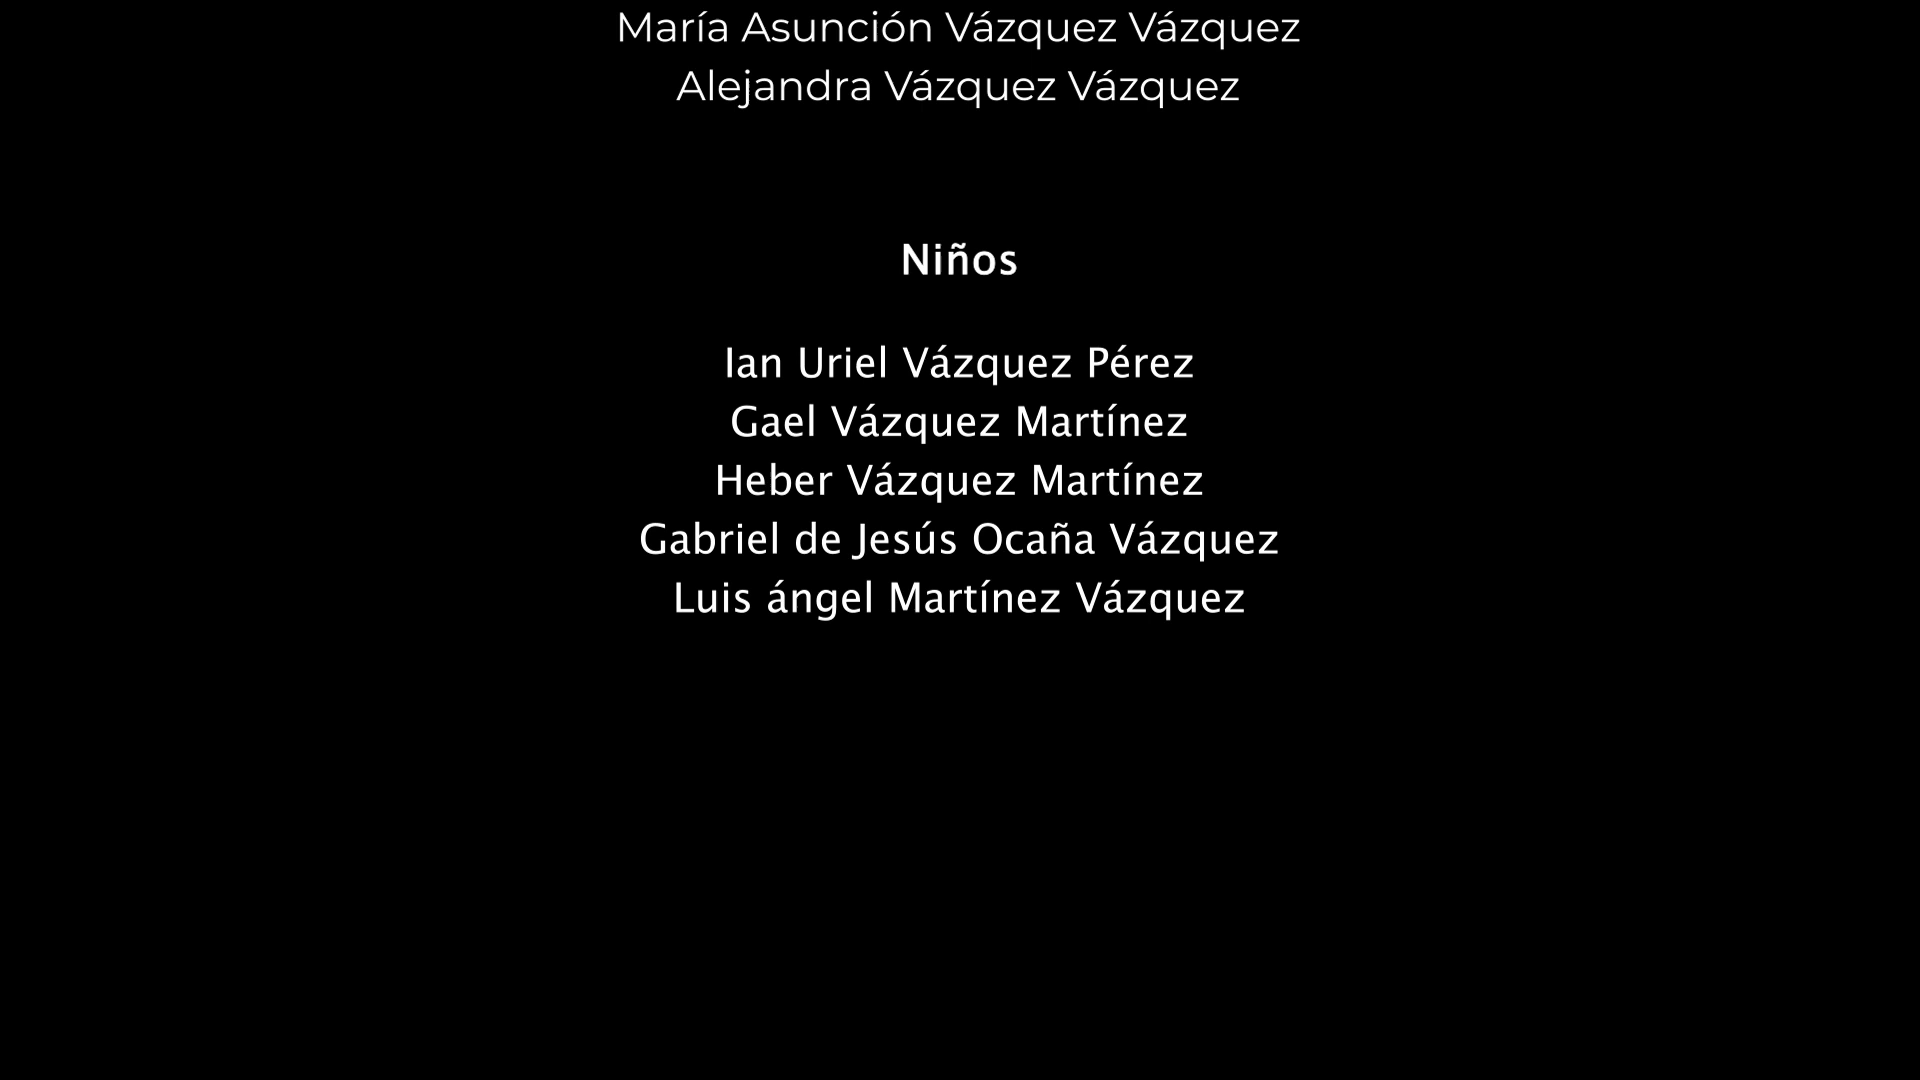 María Asunción Vázquez Vázquez
Alejandra Vázquez Vázquez
Niños
Ian Uriel Vázquez Pérez
Gael Vázquez Martínez
Heber Vázquez Martínez
Gabriel de Jesús Ocaña Vázquez
Luis ángel Martínez Vázquez